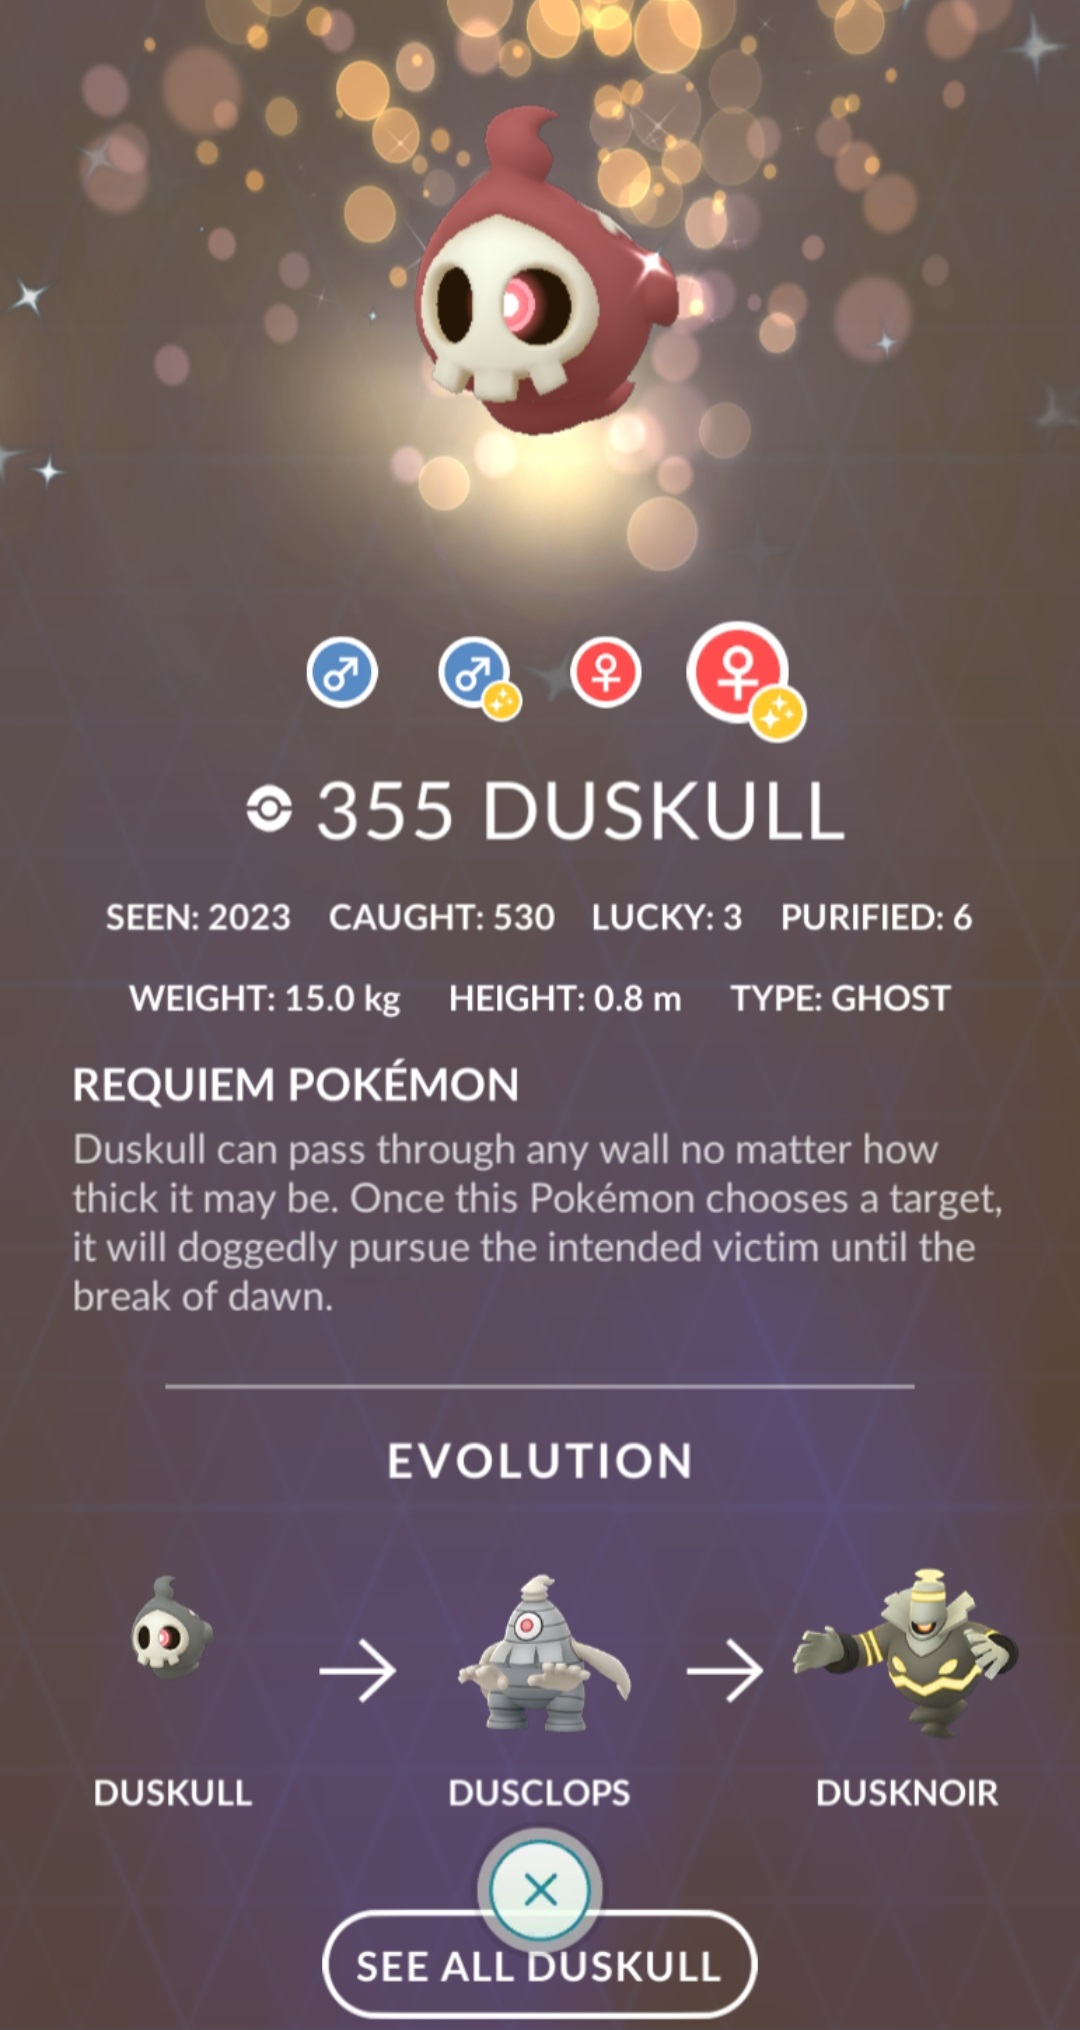 355 DUSKULL
SEEN: 2023 CAUGHT: 530 LUCKY: 3 PURIFIED: 6
WEIGHT: 15.0 kg HEIGHT: 0.8 m TYPE: GHOST
REQUIEM POKÉMON
Duskull can pass through any wall no matter how
thick it may be. Once this Pokémon chooses a target,
it will doggedly pursue the intended victim until the
break of dawn.
EVOLUTION
DUSKULL DUSCLOPS DUSKNOIR
SEE ALL DUSKULL